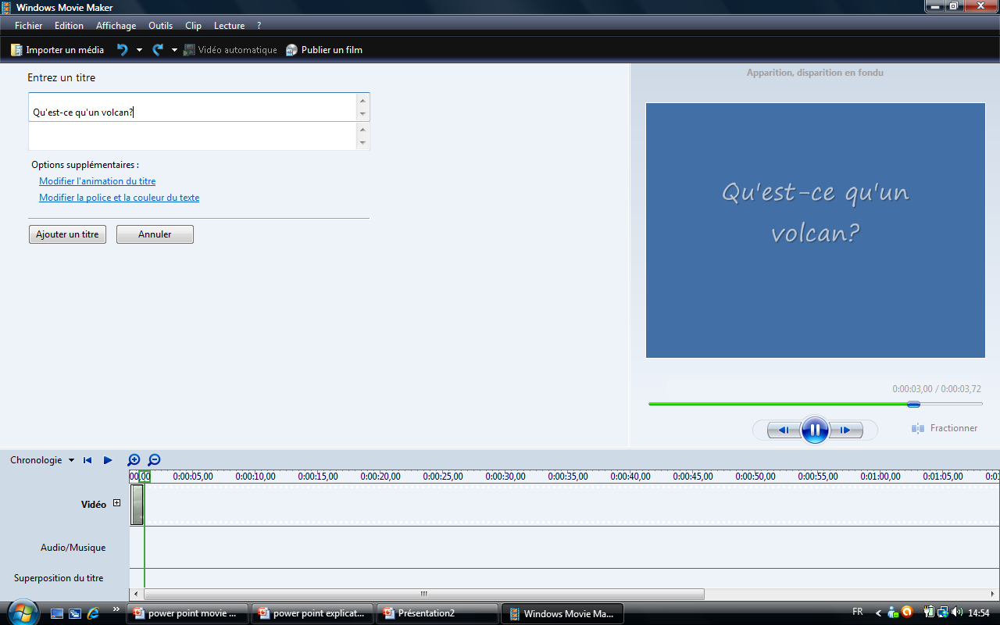 Windows Movie Maker
Fichier Edition Affichage Outils Clip Lecture ?
Importer un média Vidéo automatique Publier un film
Entrez un titre
Qu'est-ce qu'un volcan?
Options supplémentaires :
Modifier l'animation du titre
Modifier la police et la couleur du texte
Ajouter un titre Annuler
Apparition, disparition en fondu
Qu'est-ce qu'un
volcan?
0:00:03,00 / 0:00:03,72
Fractionner
Chronologie
00,00 0:00:05,00 0:00:10,00 0:00:15,00 0:00:20,00 0:00:25,00 0:00:30,00 0:00:35,00 0:00:40,00 0:00:45,00 0:00:50,00 0:00:55,00 0:01:00,00 0:01:05,00
Vidéo
Audio/Musique
Superposition du titre
power point movie ... power point explicat... Présentation2 Windows Movie Ma... FR 14:54